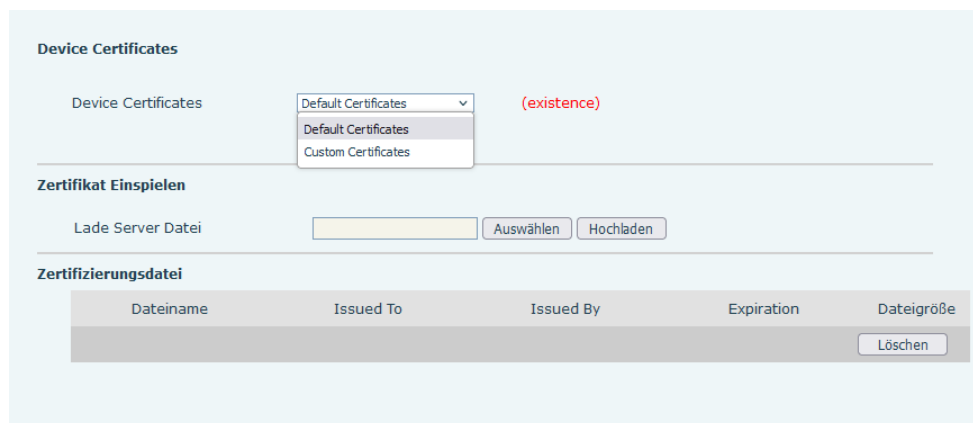 Device Certificates
Device Certificates Default Certificates (existence)
Default Certificates
Custom Certificates
Zertifikat Einspielen
Lade Server Datei Auswählen Hochladen
Zertifizierungsdatei
Dateiname Issued To Issued By Expiration Dateigröße
Löschen